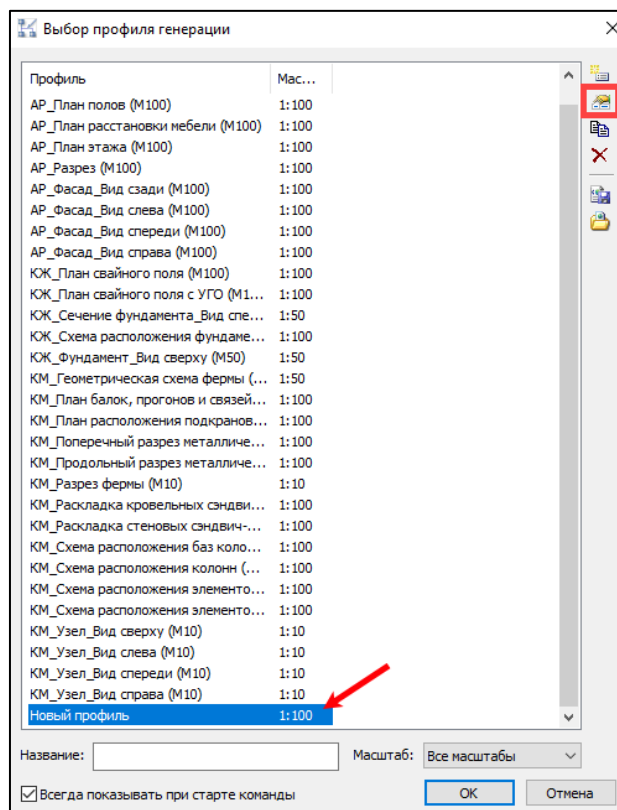 Выбор профиля генерации
Профиль Мас...
АР_План полов (М100) 1:100
АР_План расстановки мебели (М100) 1:100
АР_План этажа (М100) 1:100
АР_Разрез (М100) 1:100
АР_Фасад_Вид сзади (М100) 1:100
АР_Фасад_Вид слева (М100) 1:100
АР_Фасад_Вид спереди (М100) 1:100
АР_Фасад_Вид справа (М100) 1:100
КЖ_План свайного поля (М100) 1:100
КЖ_План свайного поля с УГО (М1... 1:100
КЖ_Сечение фундамента_Вид спе... 1:50
КЖ_Схема расположения фундаме... 1:100
КЖ_Фундамент_Вид сверху (М50) 1:50
КМ_Геометрическая схема фермы (... 1:50
КМ_План балок, прогонов и связей... 1:100
КМ_План расположения подкранов... 1:100
КМ_Поперечный разрез металличе... 1:100
КМ_Продольный разрез металличе... 1:100
КМ_Разрез фермы (М10) 1:10
КМ_Раскладка кровельных сэндви... 1:100
КМ_Раскладка стеновых сэндвич-... 1:100
КМ_Схема расположения баз коло... 1:100
КМ_Схема расположения колонн (... 1:100
КМ_Схема расположения элементо... 1:100
КМ_Схема расположения элементо... 1:100
КМ_Узел_Вид сверху (М10) 1:10
КМ_Узел_Вид слева (М10) 1:10
КМ_Узел_Вид спереди (М10) 1:10
КМ_Узел_Вид справа (М10) 1:10
Новый профиль 1:100
Название: Масштаб: Все масштабы
Всегда показывать при старте команды ОК Отмена